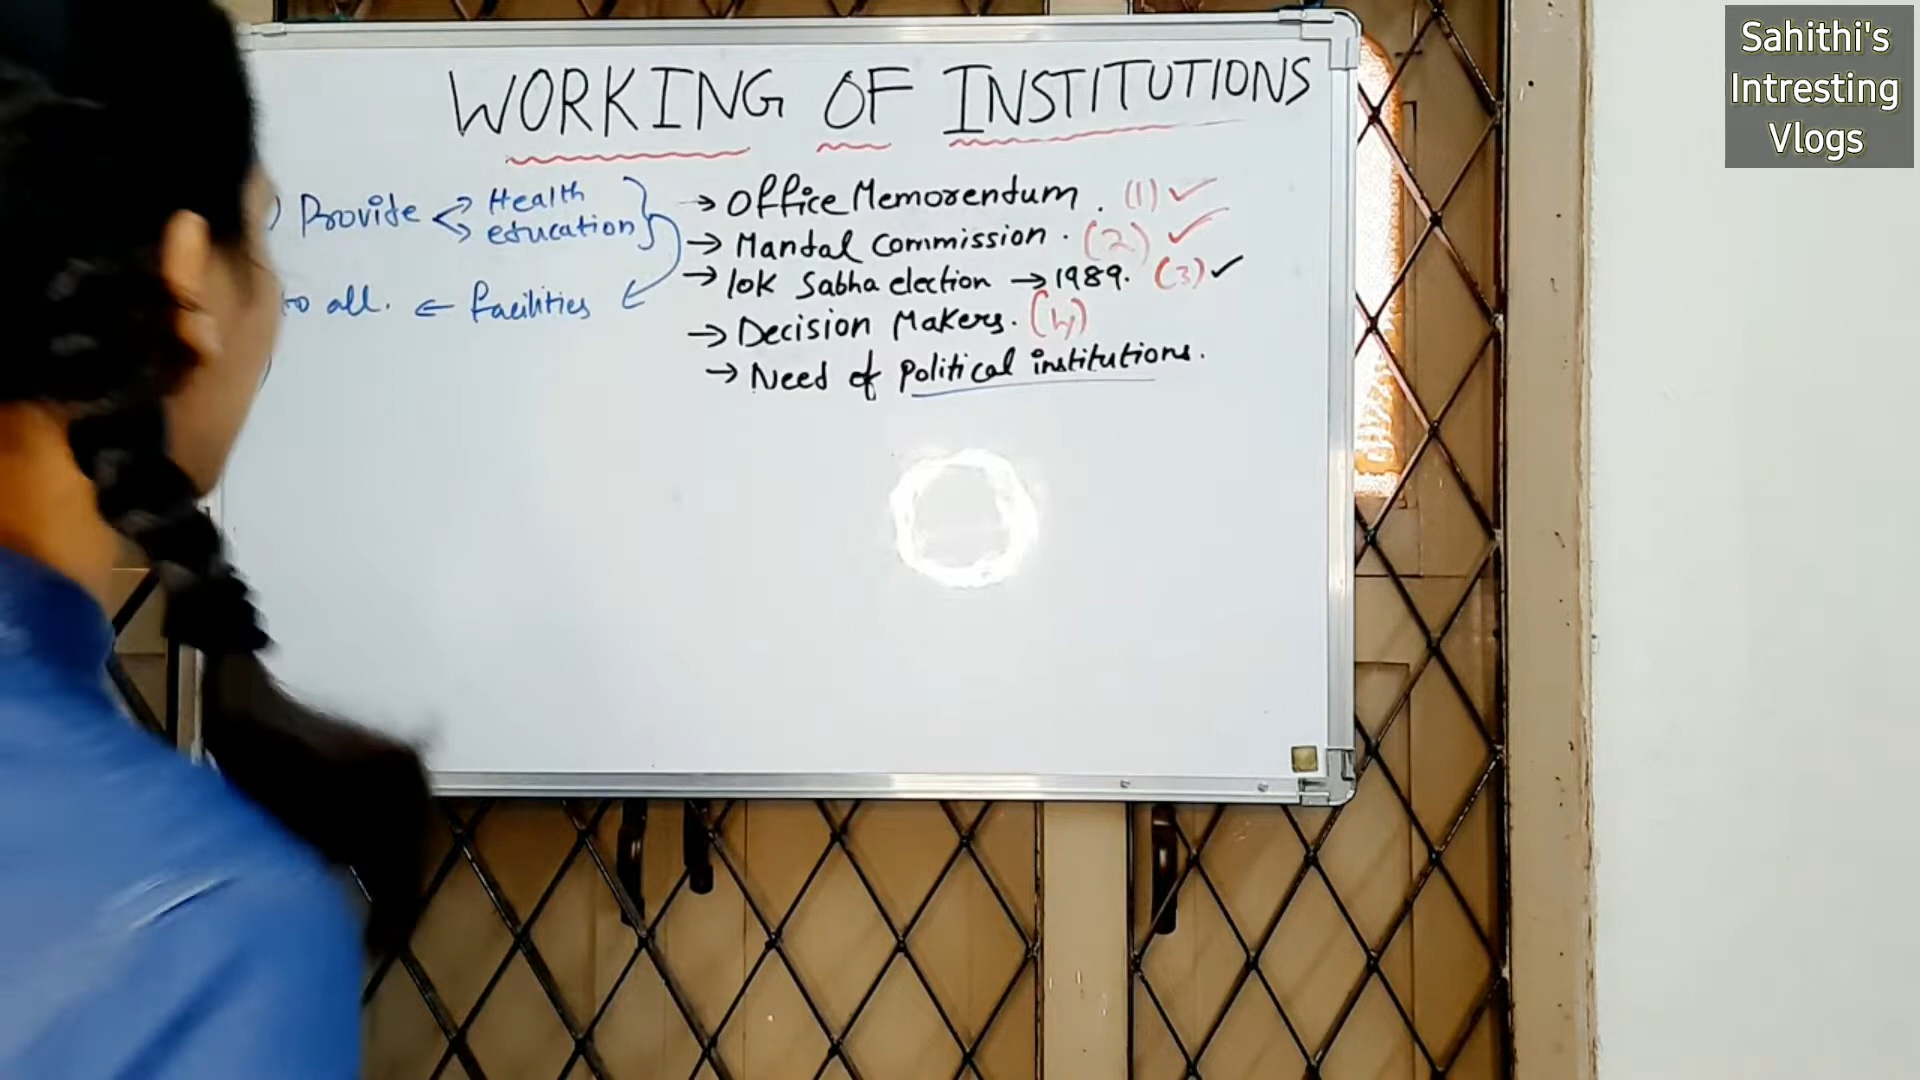 Sahithi's
Intresting
Vlogs
WORKING OF INSTITUTIONS
) Provide < Health
education
to all. ← facilities
→ Office Memorendum. (1) ✓
→ Mandal Commission. (2) ✓
→ lok Sabha election → 1989. (3) ✓
→ Decision Makers. (4)
→ Need of Political institutions.